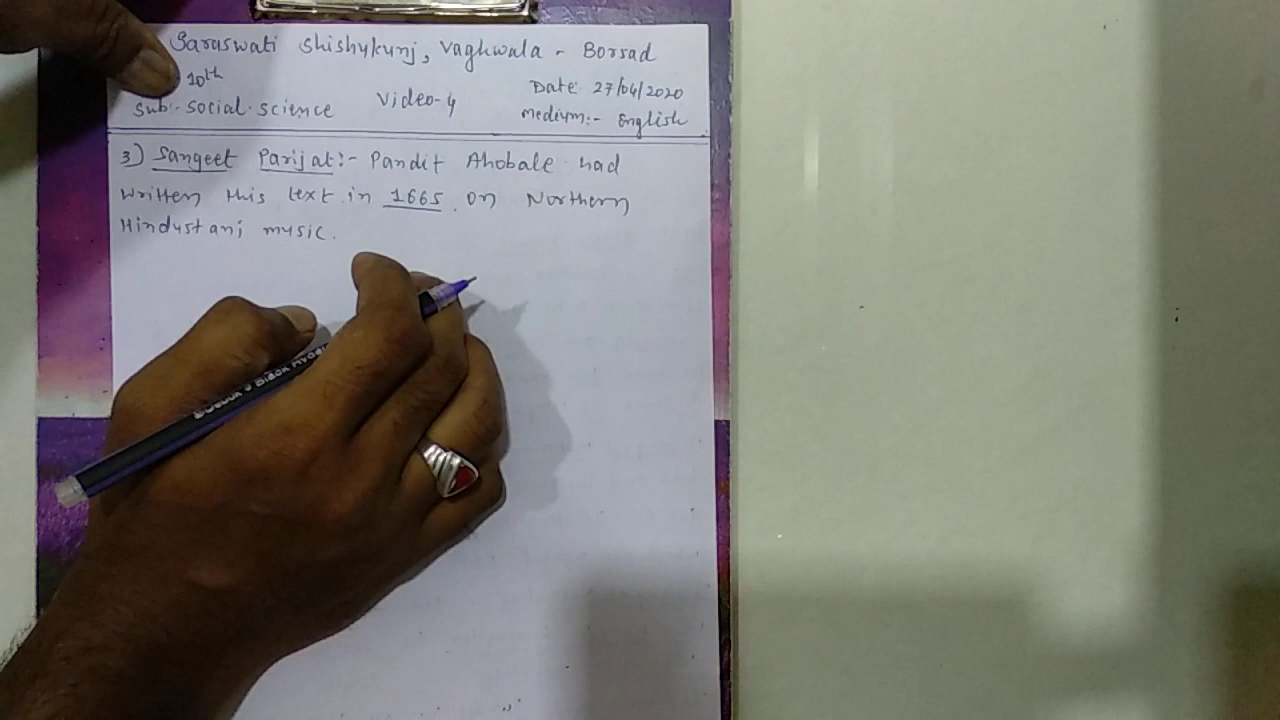 Saraswati Shishykunj, Vaghwala - Borsad
10th
Date: 27/04/2020
Sub:- Social science
Video-4
Medium:- English
3) Sangeet Parijat:- Pandit Ahobale had
written this text in 1665 on Northern
Hindustani music.
Black